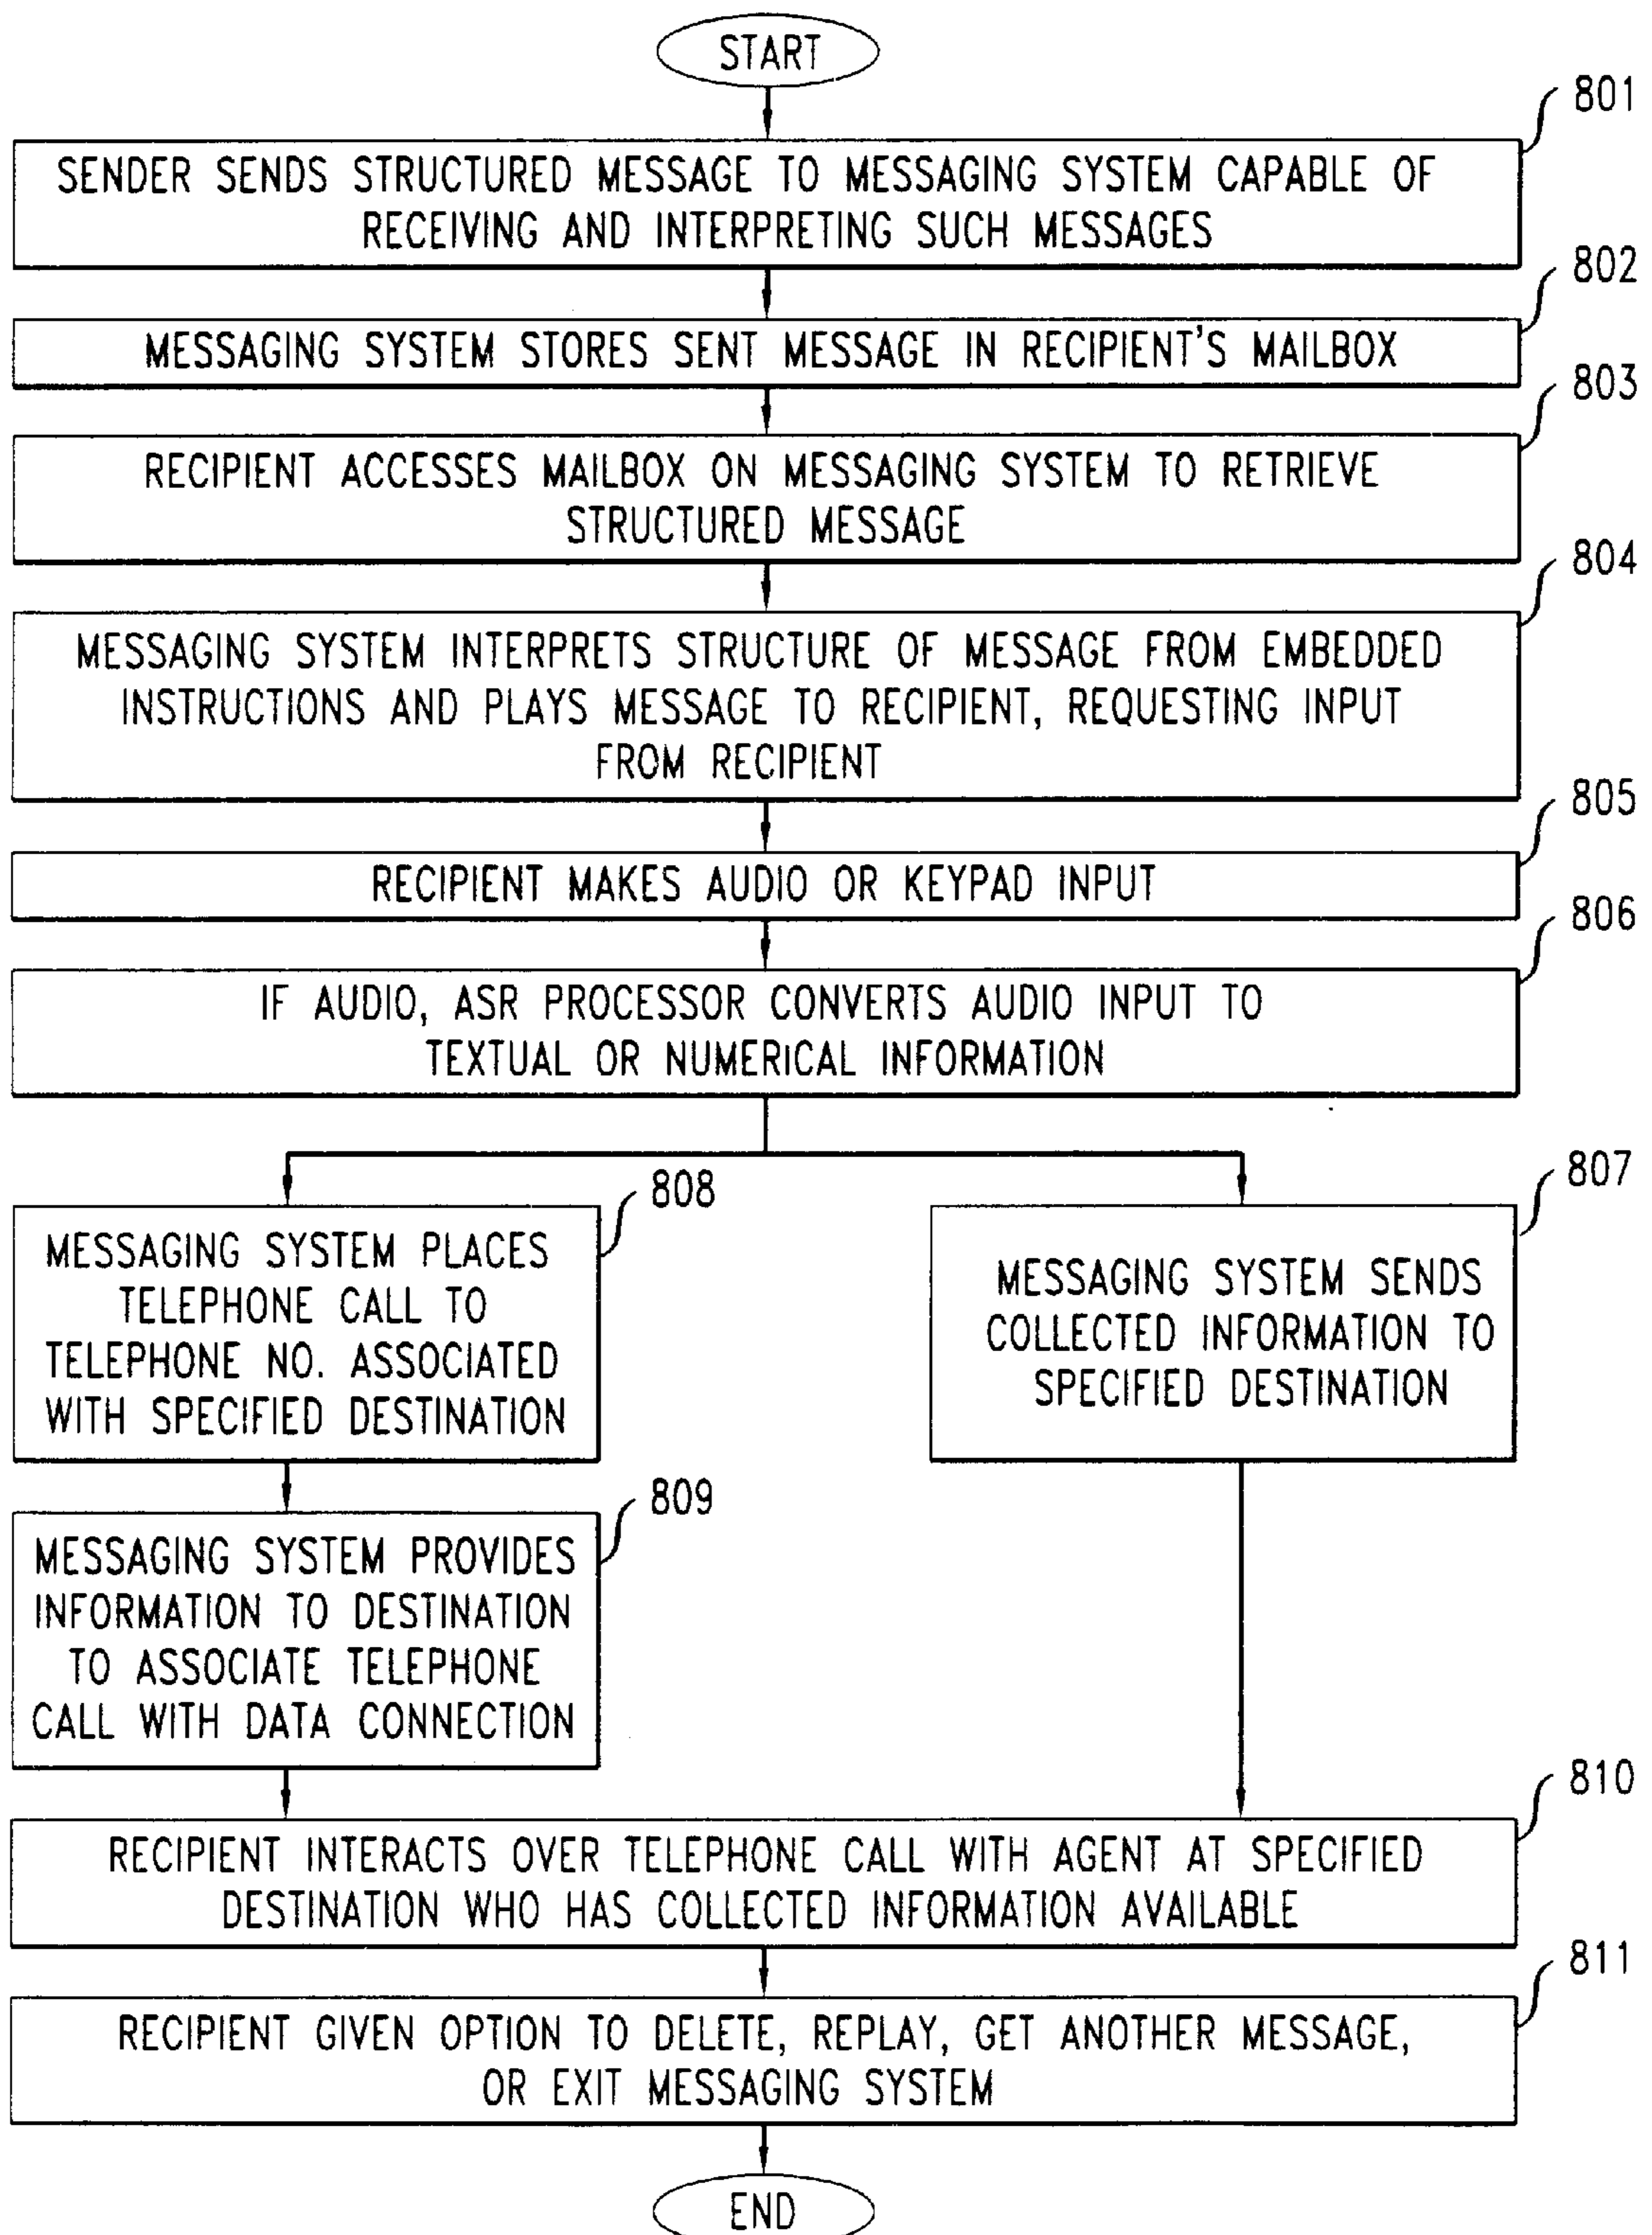 START
801
SENDER SENDS STRUCTURED MESSAGE TO MESSAGING SYSTEM CAPABLE OF
RECEIVING AND INTERPRETING SUCH MESSAGES
802
MESSAGING SYSTEM STORES SENT MESSAGE IN RECIPIENT'S MAILBOX
803
RECIPIENT ACCESSES MAILBOX ON MESSAGING SYSTEM TO RETRIEVE
STRUCTURED MESSAGE
804
MESSAGING SYSTEM INTERPRETS STRUCTURE OF MESSAGE FROM EMBEDDED
INSTRUCTIONS AND PLAYS MESSAGE TO RECIPIENT, REQUESTING INPUT
FROM RECIPIENT
805
RECIPIENT MAKES AUDIO OR KEYPAD INPUT
806
IF AUDIO, ASR PROCESSOR CONVERTS AUDIO INPUT TO
TEXTUAL OR NUMERICAL INFORMATION
808
MESSAGING SYSTEM PLACES
TELEPHONE CALL TO
TELEPHONE NO. ASSOCIATED
WITH SPECIFIED DESTINATION
807
MESSAGING SYSTEM SENDS
COLLECTED INFORMATION TO
SPECIFIED DESTINATION
809
MESSAGING SYSTEM PROVIDES
INFORMATION TO DESTINATION
TO ASSOCIATE TELEPHONE
CALL WITH DATA CONNECTION
810
RECIPIENT INTERACTS OVER TELEPHONE CALL WITH AGENT AT SPECIFIED
DESTINATION WHO HAS COLLECTED INFORMATION AVAILABLE
811
RECIPIENT GIVEN OPTION TO DELETE, REPLAY, GET ANOTHER MESSAGE,
OR EXIT MESSAGING SYSTEM
END